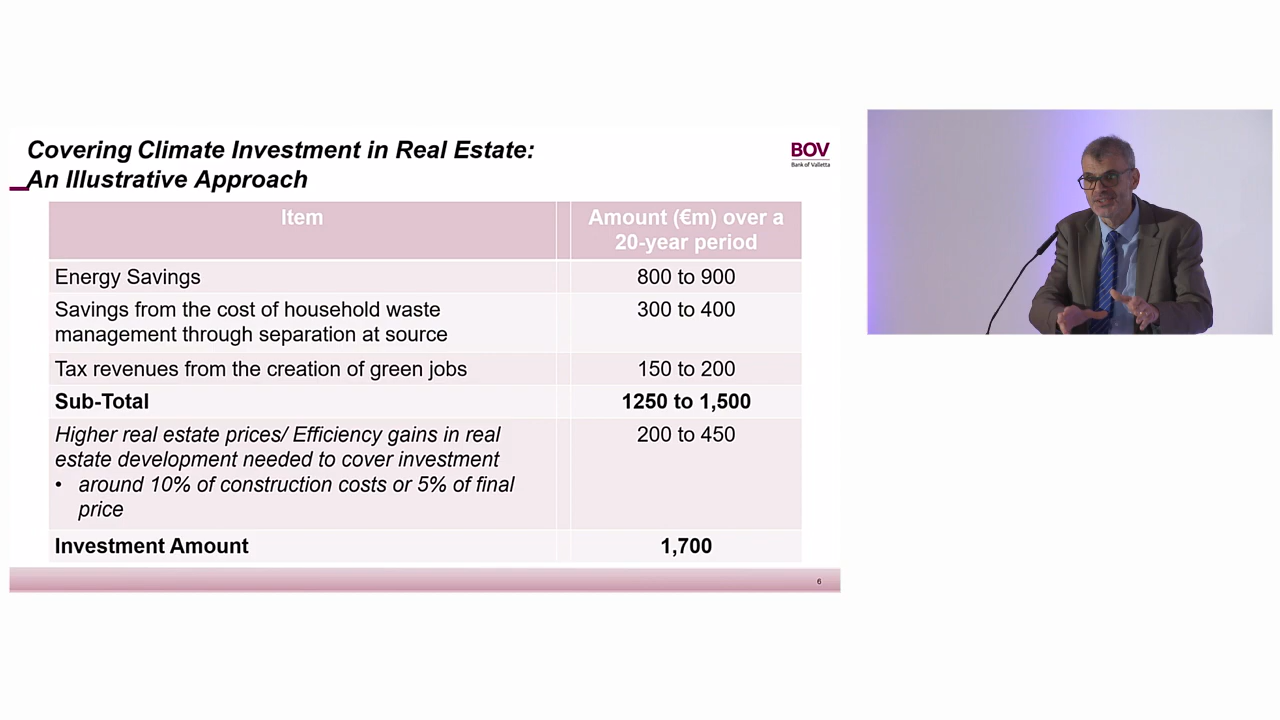 Covering Climate Investment in Real Estate:
An Illustrative Approach
BOV
Bank of Valletta
Item
Amount (€m) over a
20-year period
Energy Savings
800 to 900
Savings from the cost of household waste
management through separation at source
300 to 400
Tax revenues from the creation of green jobs
150 to 200
Sub-Total
1250 to 1,500
Higher real estate prices/ Efficiency gains in real
estate development needed to cover investment
• around 10% of construction costs or 5% of final
price
200 to 450
Investment Amount
1,700
6